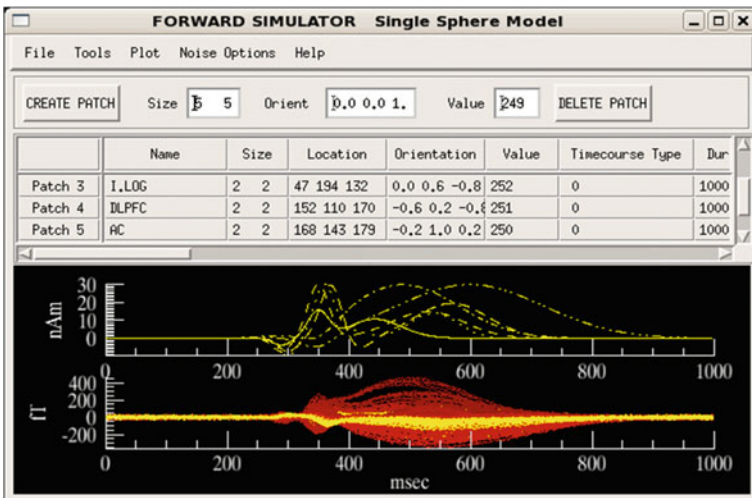 FORWARD SIMULATOR Single Sphere Model
File Tools Plot Noise Options Help
CREATE PATCH Size 5 5 Orient 0.0 0.0 1. Value 249 DELETE PATCH
Name Size Location Orientation Value Timecourse Type Dur
Patch 3 I.LOG 2 2 47 194 132 0.0 0.6 -0.8 252 0 1000
Patch 4 DLPFC 2 2 152 110 170 -0.6 0.2 -0.8 251 0 1000
Patch 5 AC 2 2 168 143 179 -0.2 1.0 0.2 250 0 1000
30
20
10
0
nAm
0 200 400 600 800 1000
400
200
0
-200
fT
0 200 400 600 800 1000
msec